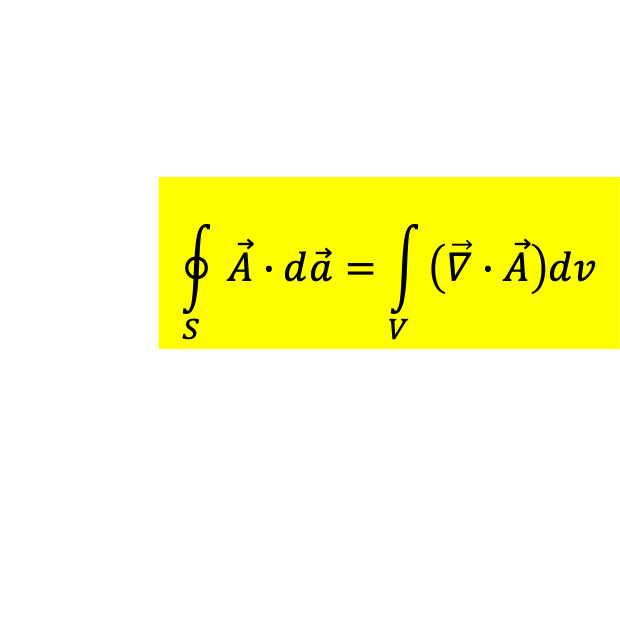 ∮_S A⃗ · da⃗ = ∫_V (∇⃗ · A⃗)dv